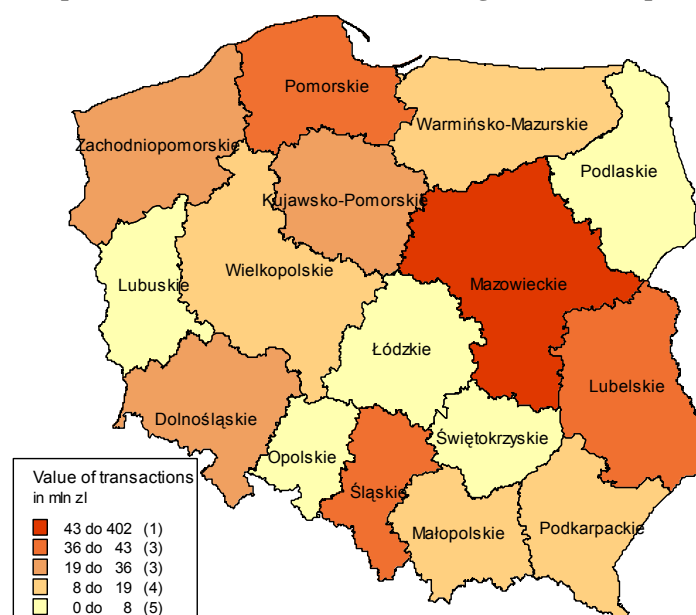 Pomorskie
Warmińsko-Mazurskie
Zachodniopomorskie
Podlaskie
Kujawsko-Pomorskie
Wielkopolskie
Mazowieckie
Lubuskie
Łódzkie
Lubelskie
Dolnośląskie
Świętokrzyskie
Opolskie
Śląskie
Małopolskie
Podkarpackie
Value of transactions
in mln zl
43 do 402 (1)
36 do 43 (3)
19 do 36 (3)
8 do 19 (4)
0 do 8 (5)